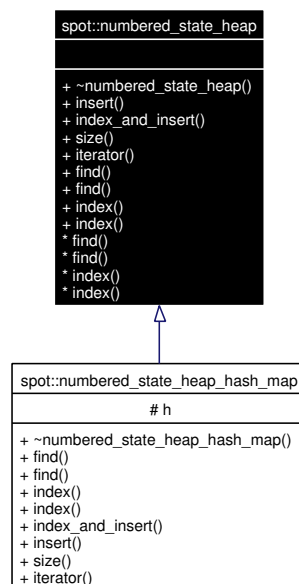 spot::numbered_state_heap
+ ~numbered_state_heap()
+ insert()
+ index_and_insert()
+ size()
+ iterator()
+ find()
+ find()
+ index()
+ index()
* find()
* find()
* index()
* index()
spot::numbered_state_heap_hash_map
# h
+ ~numbered_state_heap_hash_map()
+ find()
+ find()
+ index()
+ index()
+ index_and_insert()
+ insert()
+ size()
+ iterator()